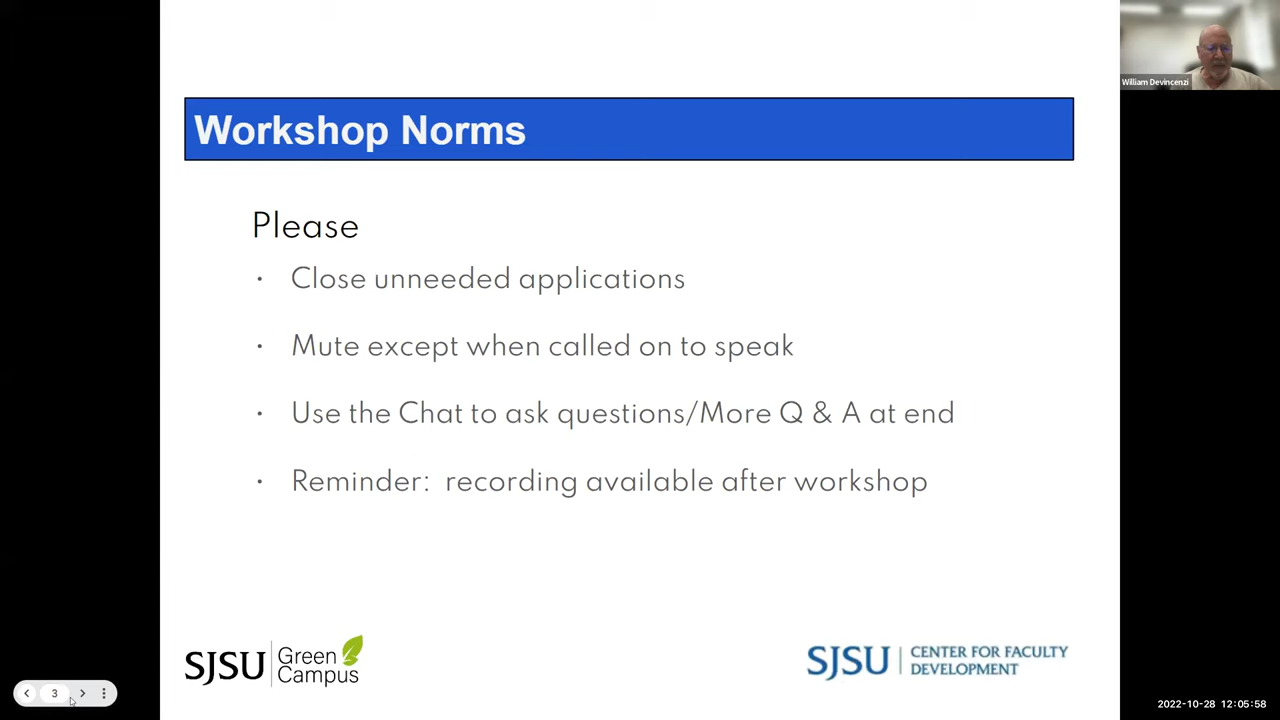 William Devincenzi
Workshop Norms
Please
· Close unneeded applications
· Mute except when called on to speak
· Use the Chat to ask questions/More Q & A at end
· Reminder:  recording available after workshop
SJSU Green Campus
SJSU CENTER FOR FACULTY DEVELOPMENT
3
2022-10-28 12:05:58